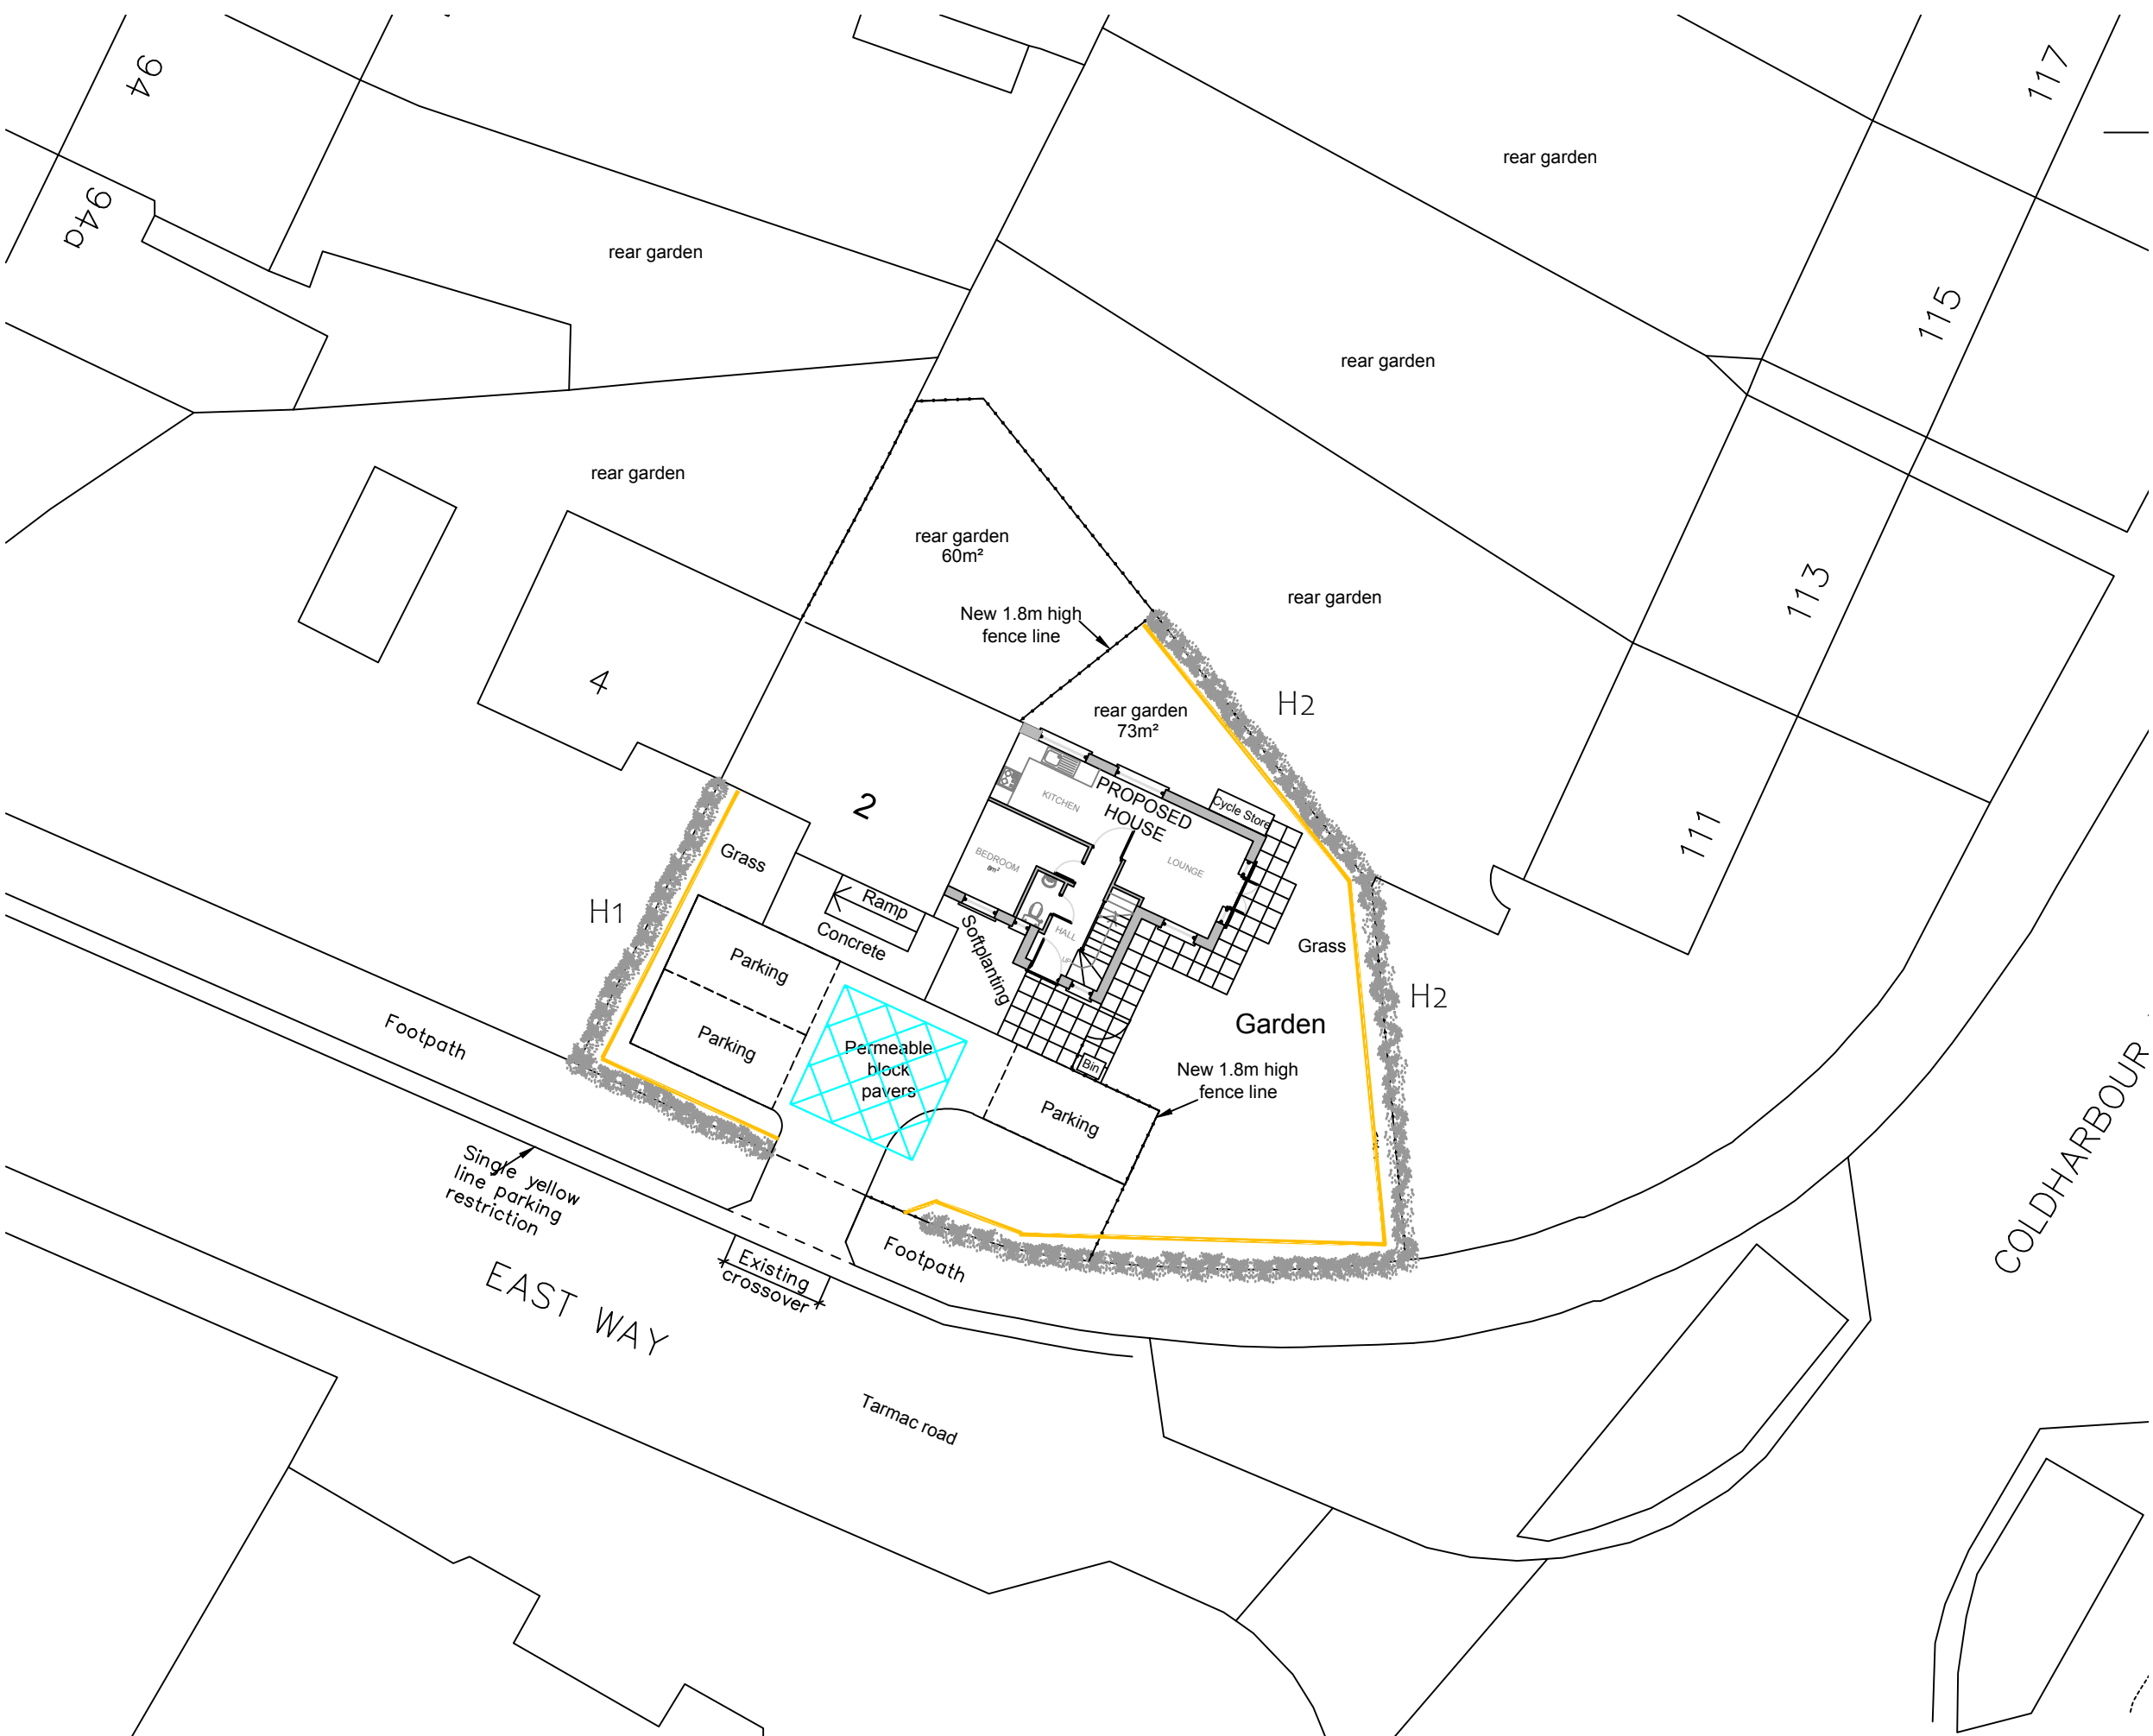 94
117
rear garden
94a
rear garden
115
rear garden
rear garden
rear garden
60m²
113
rear garden
New 1.8m high
fence line
4
H2
rear garden
73m²
2
PROPOSED
HOUSE
KITCHEN
Cycle Store
111
Grass
BEDROOM
8m²
LOUNGE
H1
Ramp
Concrete
Softplanting
HALL
UP
Grass
Parking
H2
Garden
Footpath
Parking
Permeable
block
pavers
Bin
New 1.8m high
fence line
Parking
COLDHARBOUR
Single yellow
line parking
restriction
Footpath
Existing
crossover
EAST WAY
Tarmac road